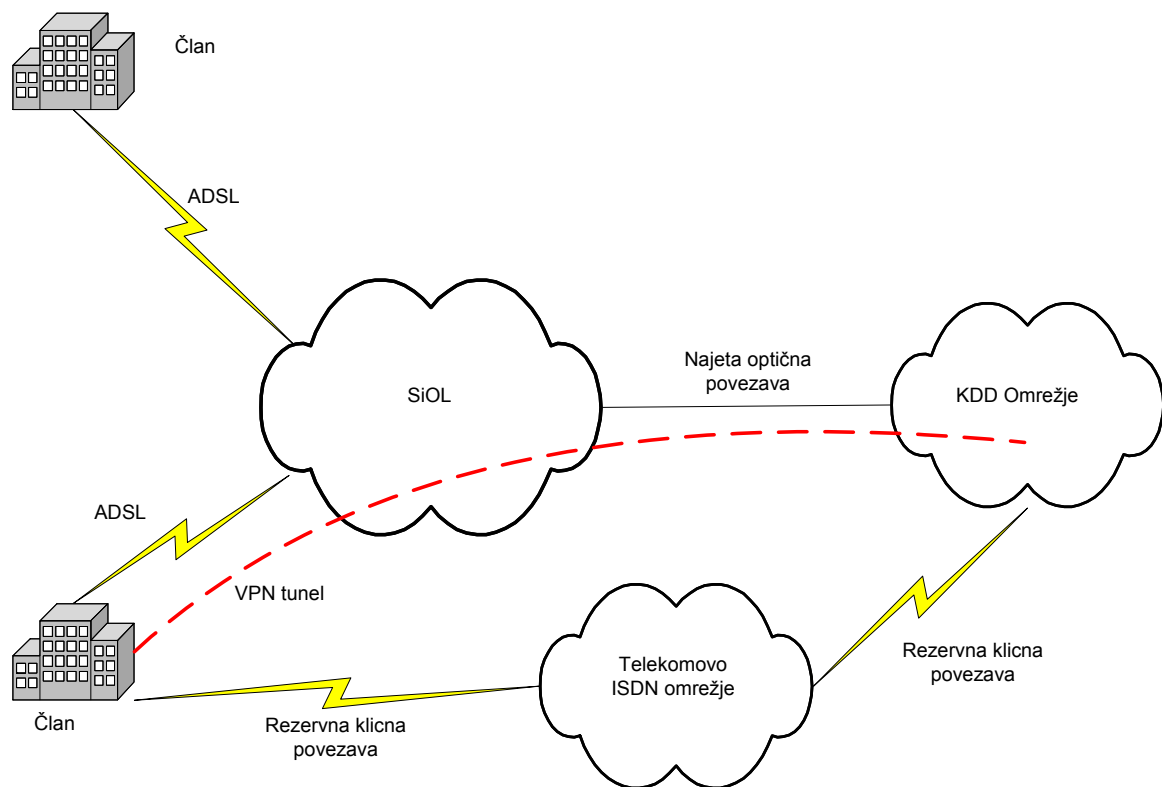 Član
ADSL
Najeta optična
povezava
SiOL
KDD Omrežje
ADSL
VPN tunel
Telekomovo
ISDN omrežje
Rezervna klicna
povezava
Član
Rezervna klicna
povezava